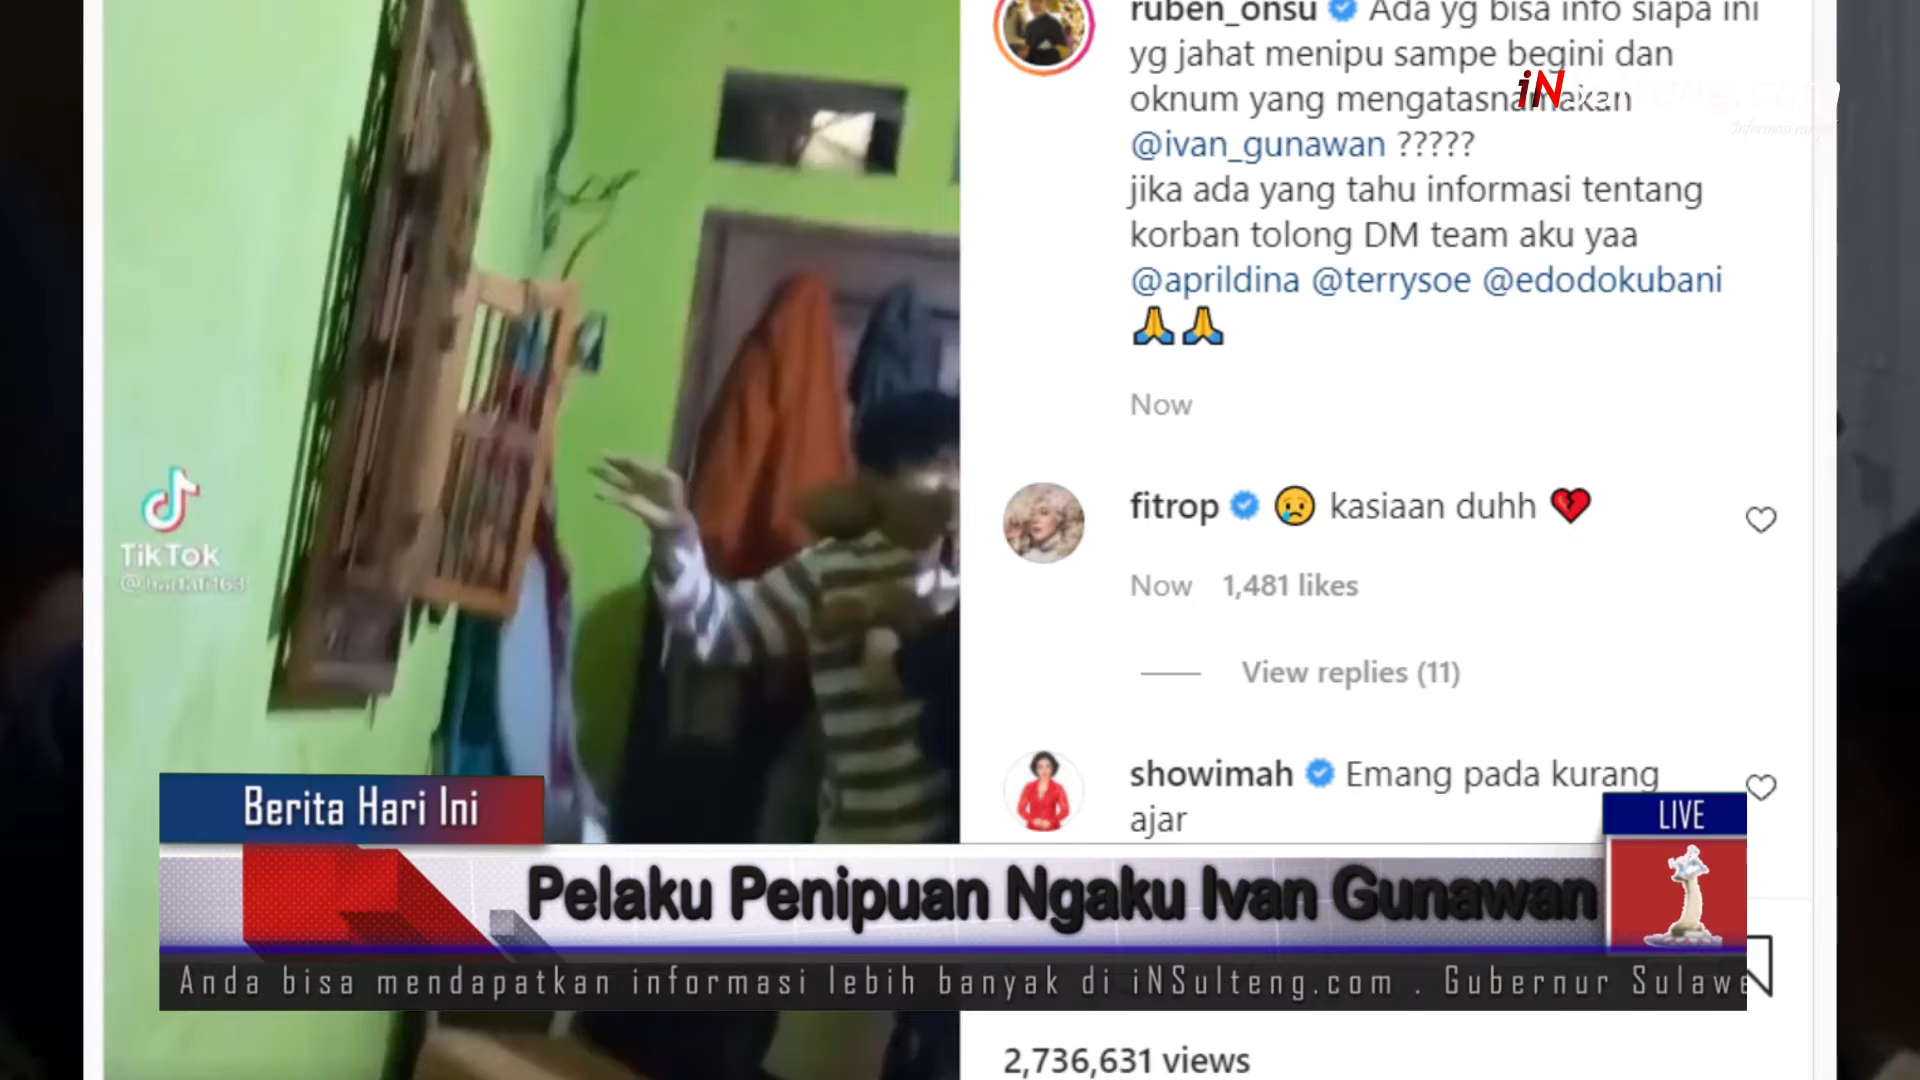 ruben_onsu Ada yg bisa info siapa ini
yg jahat menipu sampe begini dan
oknum yang mengatasnamakan
@ivan_gunawan ?????
jika ada yang tahu informasi tentang
korban tolong DM team aku yaa
@aprildina @terrysoe @edodokubani
🙏🙏
Now
fitrop 😢 kasiaan duhh 💔
Now 1,481 likes
View replies (11)
showimah Emang pada kurang
ajar
2,736,631 views
iNSulteng.com
TikTok
Berita Hari Ini
LIVE
Pelaku Penipuan Ngaku Ivan Gunawan
Anda bisa mendapatkan informasi lebih banyak di iNSulteng.com . Gubernur Sulawe